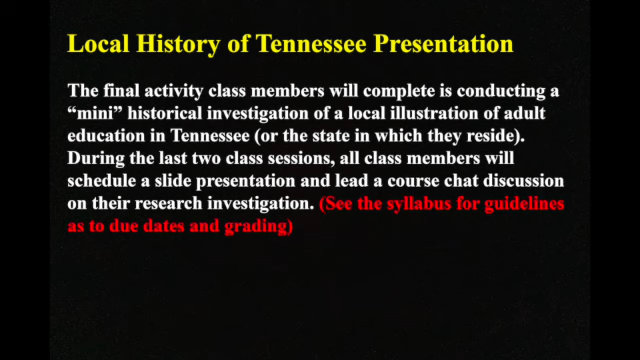 Local History of Tennessee Presentation
The final activity class members will complete is conducting a
“mini” historical investigation of a local illustration of adult
education in Tennessee (or the state in which they reside).
During the last two class sessions, all class members will
schedule a slide presentation and lead a course chat discussion
on their research investigation. (See the syllabus for guidelines
as to due dates and grading)